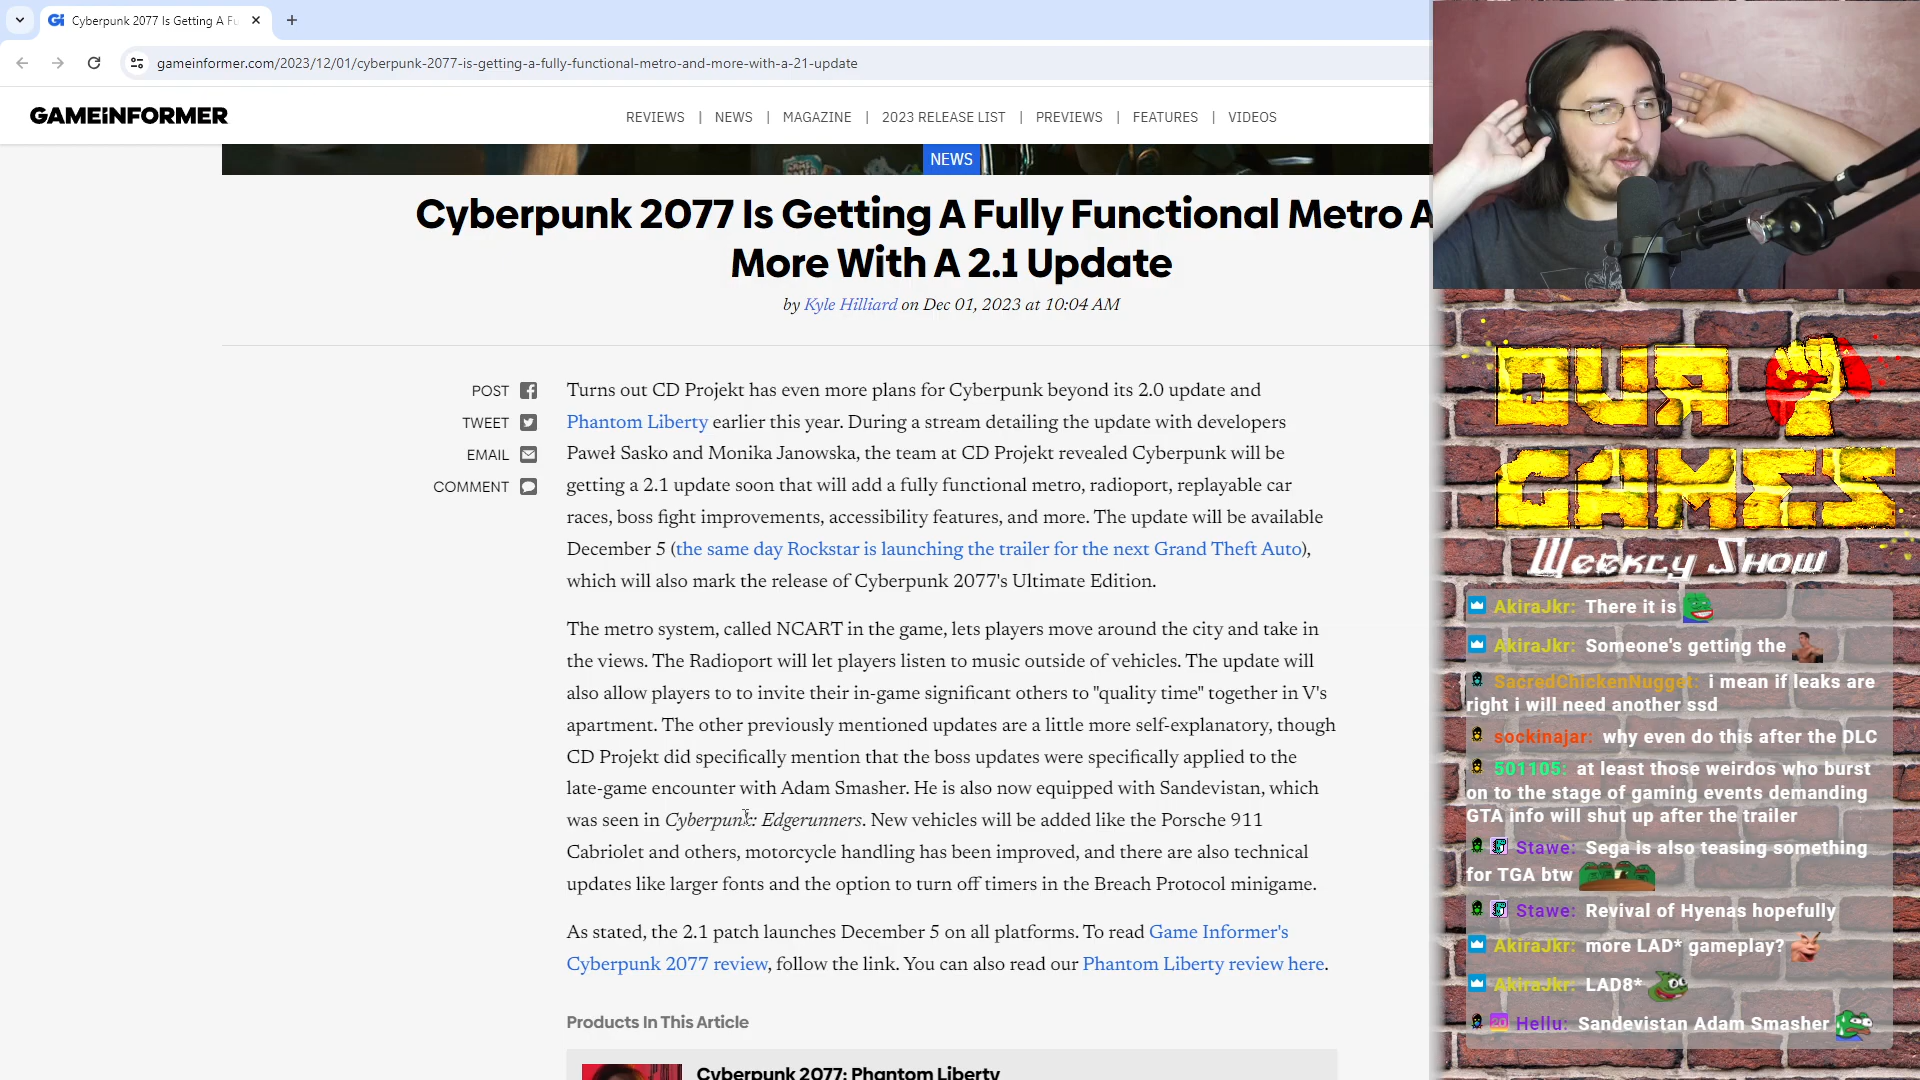 Cyberpunk 2077 Is Getting A Fu
gameinformer.com/2023/12/01/cyberpunk-2077-is-getting-a-fully-functional-metro-and-more-with-a-21-update
GAMEINFORMER
REVIEWS | NEWS | MAGAZINE | 2023 RELEASE LIST | PREVIEWS | FEATURES | VIDEOS
NEWS
Cyberpunk 2077 Is Getting A Fully Functional Metro A
More With A 2.1 Update
by Kyle Hilliard on Dec 01, 2023 at 10:04 AM
POST
TWEET
EMAIL
COMMENT
Turns out CD Projekt has even more plans for Cyberpunk beyond its 2.0 update and
Phantom Liberty earlier this year. During a stream detailing the update with developers
Paweł Sasko and Monika Janowska, the team at CD Projekt revealed Cyberpunk will be
getting a 2.1 update soon that will add a fully functional metro, radioport, replayable car
races, boss fight improvements, accessibility features, and more. The update will be available
December 5 (the same day Rockstar is launching the trailer for the next Grand Theft Auto),
which will also mark the release of Cyberpunk 2077's Ultimate Edition.
The metro system, called NCART in the game, lets players move around the city and take in
the views. The Radioport will let players listen to music outside of vehicles. The update will
also allow players to to invite their in-game significant others to "quality time" together in V's
apartment. The other previously mentioned updates are a little more self-explanatory, though
CD Projekt did specifically mention that the boss updates were specifically applied to the
late-game encounter with Adam Smasher. He is also now equipped with Sandevistan, which
was seen in Cyberpunk: Edgerunners. New vehicles will be added like the Porsche 911
Cabriolet and others, motorcycle handling has been improved, and there are also technical
updates like larger fonts and the option to turn off timers in the Breach Protocol minigame.
As stated, the 2.1 patch launches December 5 on all platforms. To read Game Informer's
Cyberpunk 2077 review, follow the link. You can also read our Phantom Liberty review here.
Products In This Article
Cyberpunk 2077: Phantom Liberty
OUR
GAMES
Weekly Show
AkiraJkr: There it is
AkiraJkr: Someone's getting the
SacredChickenNugget: i mean if leaks are
right i will need another ssd
sockinajar: why even do this after the DLC
501105: at least those weirdos who burst
on to the stage of gaming events demanding
GTA info will shut up after the trailer
Stawe: Sega is also teasing something
for TGA btw
Stawe: Revival of Hyenas hopefully
AkiraJkr: more LAD* gameplay?
AkiraJkr: LAD8*
Hellu: Sandevistan Adam Smasher